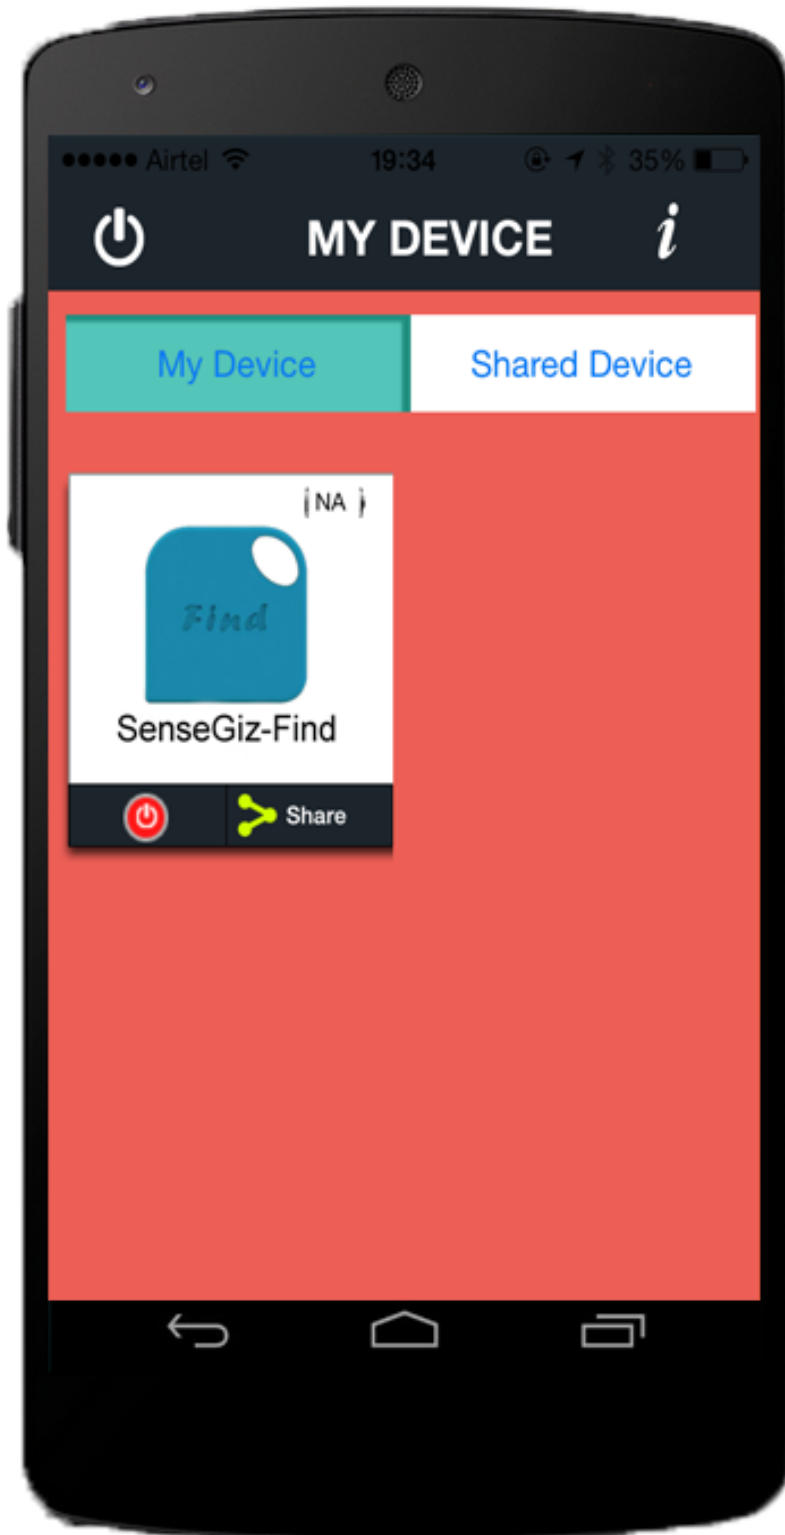 Airtel 19:34 35%
MY DEVICE i
My Device Shared Device
NA
Find
SenseGiz-Find
Share